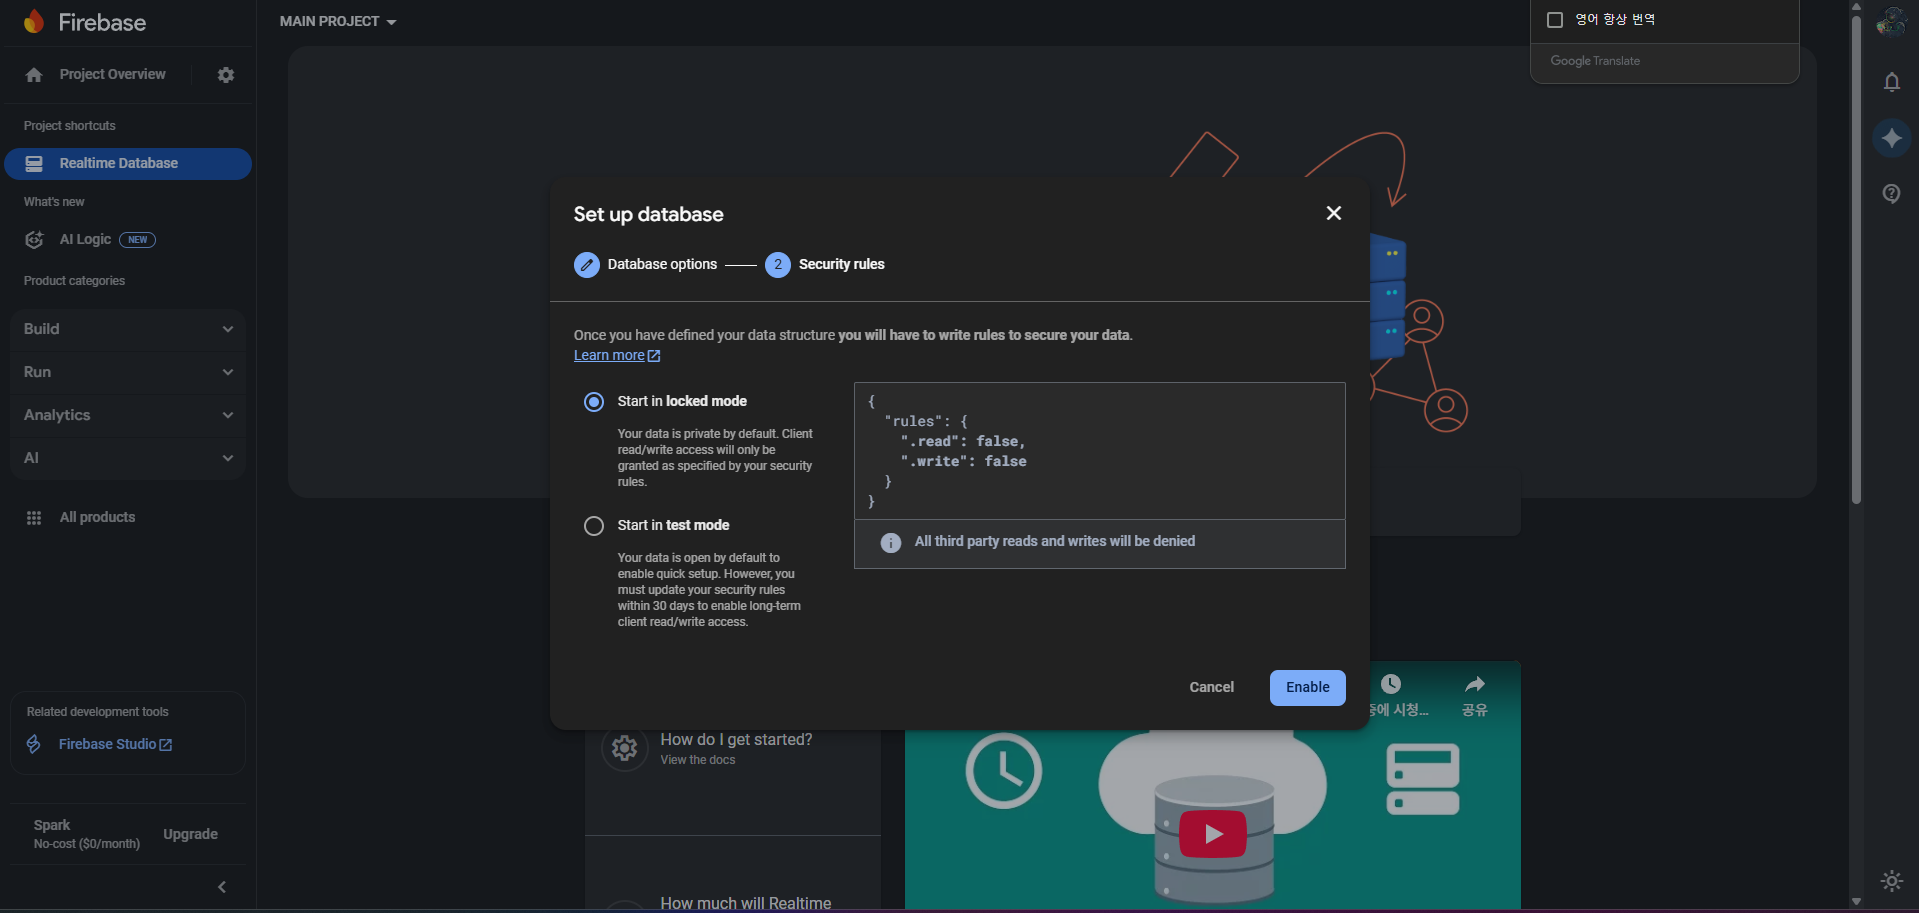 Firebase
MAIN PROJECT
영어 항상 번역
Google Translate
Project Overview
Project shortcuts
Realtime Database
What's new
AI Logic NEW
Product categories
Build
Run
Analytics
AI
All products
Related development tools
Firebase Studio
Spark
No-cost ($0/month)
Upgrade
Set up database
Database options
2 Security rules
Once you have defined your data structure you will have to write rules to secure your data.
Learn more
Start in locked mode
Your data is private by default. Client
read/write access will only be
granted as specified by your security
rules.
Start in test mode
Your data is open by default to
enable quick setup. However, you
must update your security rules
within 30 days to enable long-term
client read/write access.
{
"rules": {
".read": false,
".write": false
}
}
All third party reads and writes will be denied
Cancel
Enable
How do I get started?
View the docs
How much will Realtime
중에 시청...
공유